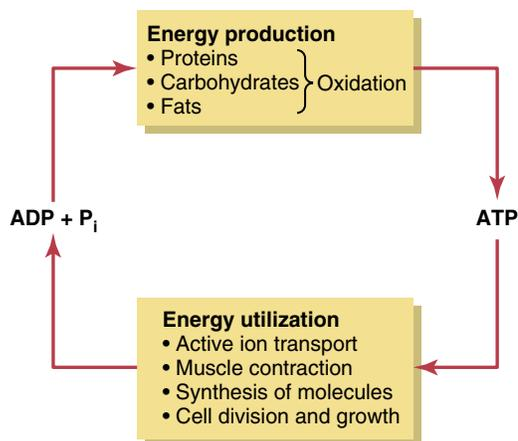 Energy production
• Proteins
• Carbohydrates } Oxidation
• Fats
ADP + Pi
ATP
Energy utilization
• Active ion transport
• Muscle contraction
• Synthesis of molecules
• Cell division and growth